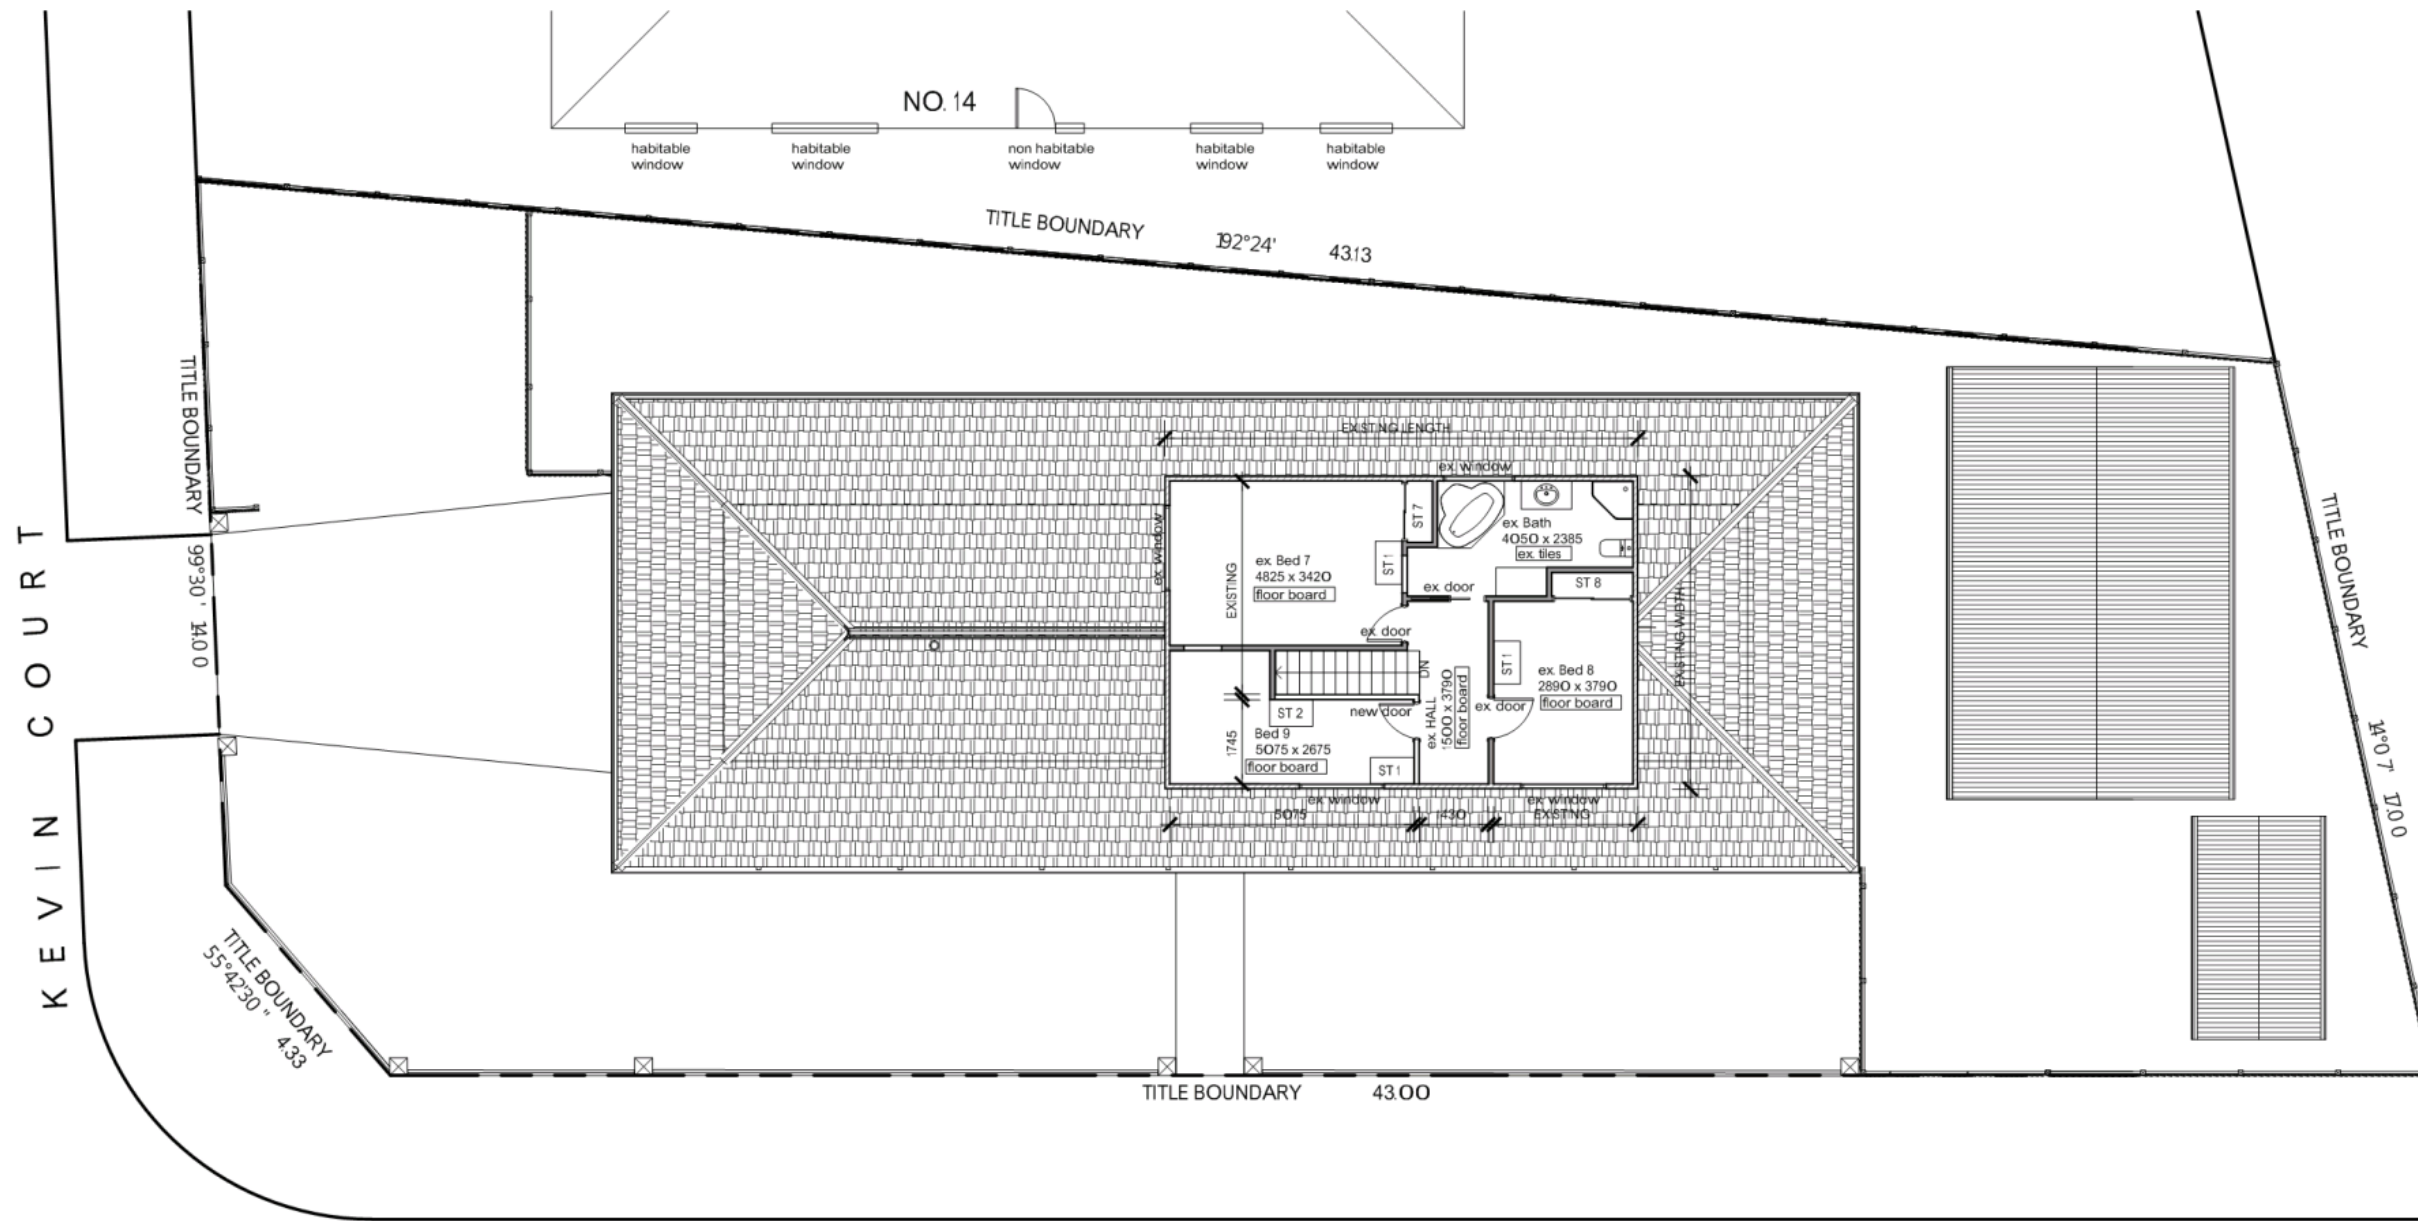 NO. 14
habitable
window
habitable
window
non habitable
window
habitable
window
habitable
window
TITLE BOUNDARY 192°24' 43.13
TITLE BOUNDARY
99°30' 14.00
KEVIN COURT
TITLE BOUNDARY
55°42'30" 4.33
EXISTING LENGTH
ex. window
ex window
ST 7
ex. Bath
4050 x 2385
ex. tiles
ex. Bed 7
4825 x 3420
floor board
ST 1
EXISTING
ST 8
ex. door
ex. door
EXISTING WIDTH
DN
ST 1
ex. Bed 8
2890 x 3790
floor board
ex. HALL
1500 x 3790
floor board
ex. door
ST 2
new door
Bed 9
5075 x 2675
floor board
1745
ST 1
ex. window
ex. window
5075
1430
EXISTING
TITLE BOUNDARY
14°07' 17.00
TITLE BOUNDARY 43.00